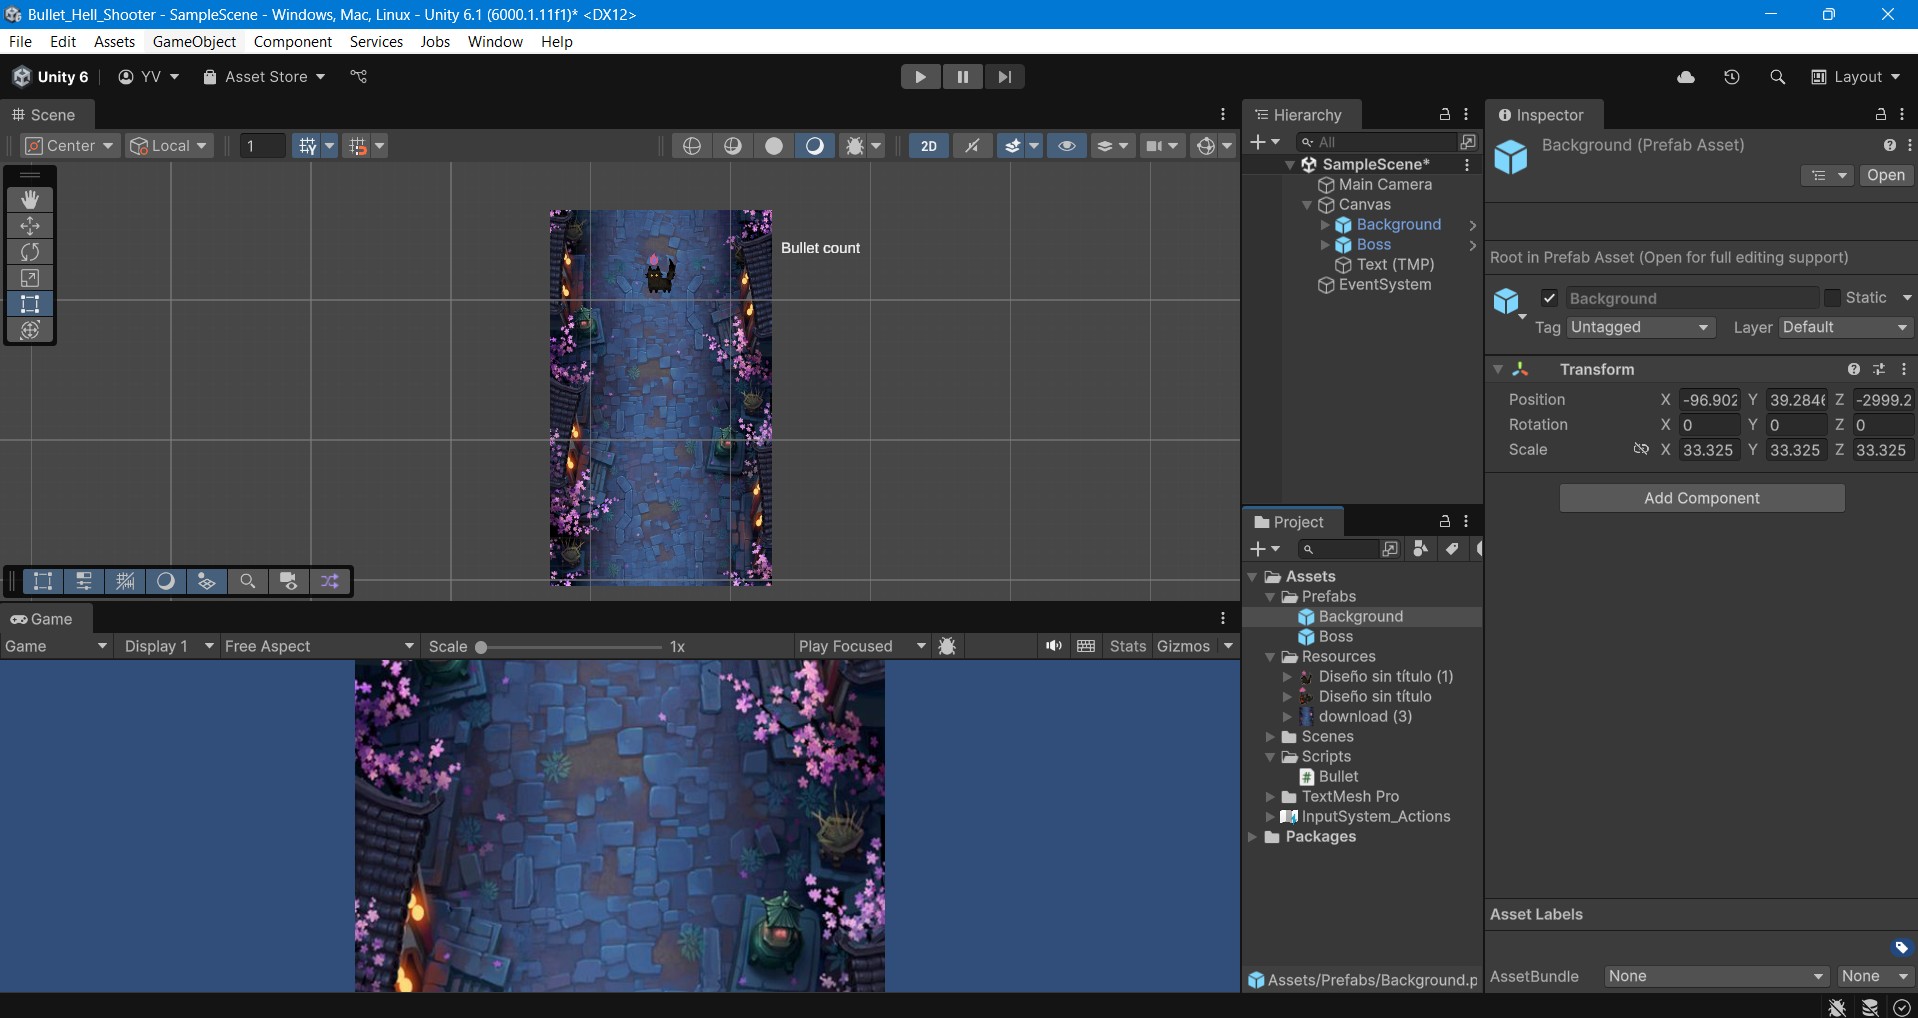 Bullet_Hell_Shooter - SampleScene - Windows, Mac, Linux - Unity 6.1 (6000.1.11f1)* <DX12>
File Edit Assets GameObject Component Services Jobs Window Help
Unity 6 YV Asset Store Layout
Scene
Center Local 1 2D
Bullet count
Game
Game Display 1 Free Aspect Scale 1x Play Focused Stats Gizmos
Hierarchy
All
SampleScene*
Main Camera
Canvas
Background
Boss
Text (TMP)
EventSystem
Project
Assets
Prefabs
Background
Boss
Resources
Diseño sin título (1)
Diseño sin título
download (3)
Scenes
Scripts
Bullet
TextMesh Pro
InputSystem_Actions
Packages
Assets/Prefabs/Background.p
Inspector
Background (Prefab Asset)
Open
Root in Prefab Asset (Open for full editing support)
Background Static
Tag Untagged Layer Default
Transform
Position X -96.902 Y 39.2846 Z -2999.2
Rotation X 0 Y 0 Z 0
Scale X 33.325 Y 33.325 Z 33.325
Add Component
Asset Labels
AssetBundle None None